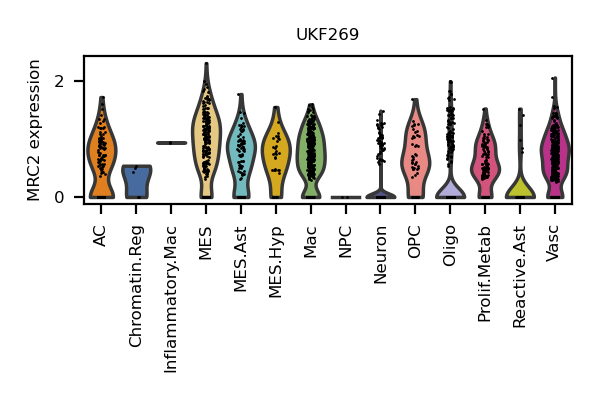 UKF269
MRC2 expression
2
0
AC
Chromatin.Reg
Inflammatory.Mac
MES
MES.Ast
MES.Hyp
Mac
NPC
Neuron
OPC
Oligo
Prolif.Metab
Reactive.Ast
Vasc